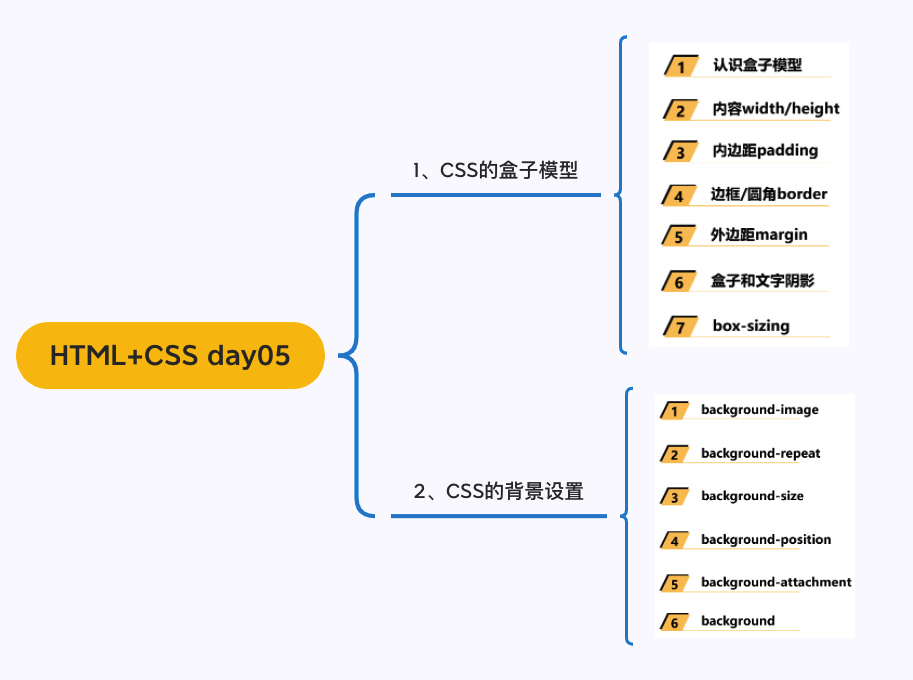 HTML+CSS day05
1、CSS的盒子模型
1 认识盒子模型
2 内容width/height
3 内边距padding
4 边框/圆角border
5 外边距margin
6 盒子和文字阴影
7 box-sizing
2、CSS的背景设置
1 background-image
2 background-repeat
3 background-size
4 background-position
5 background-attachment
6 background